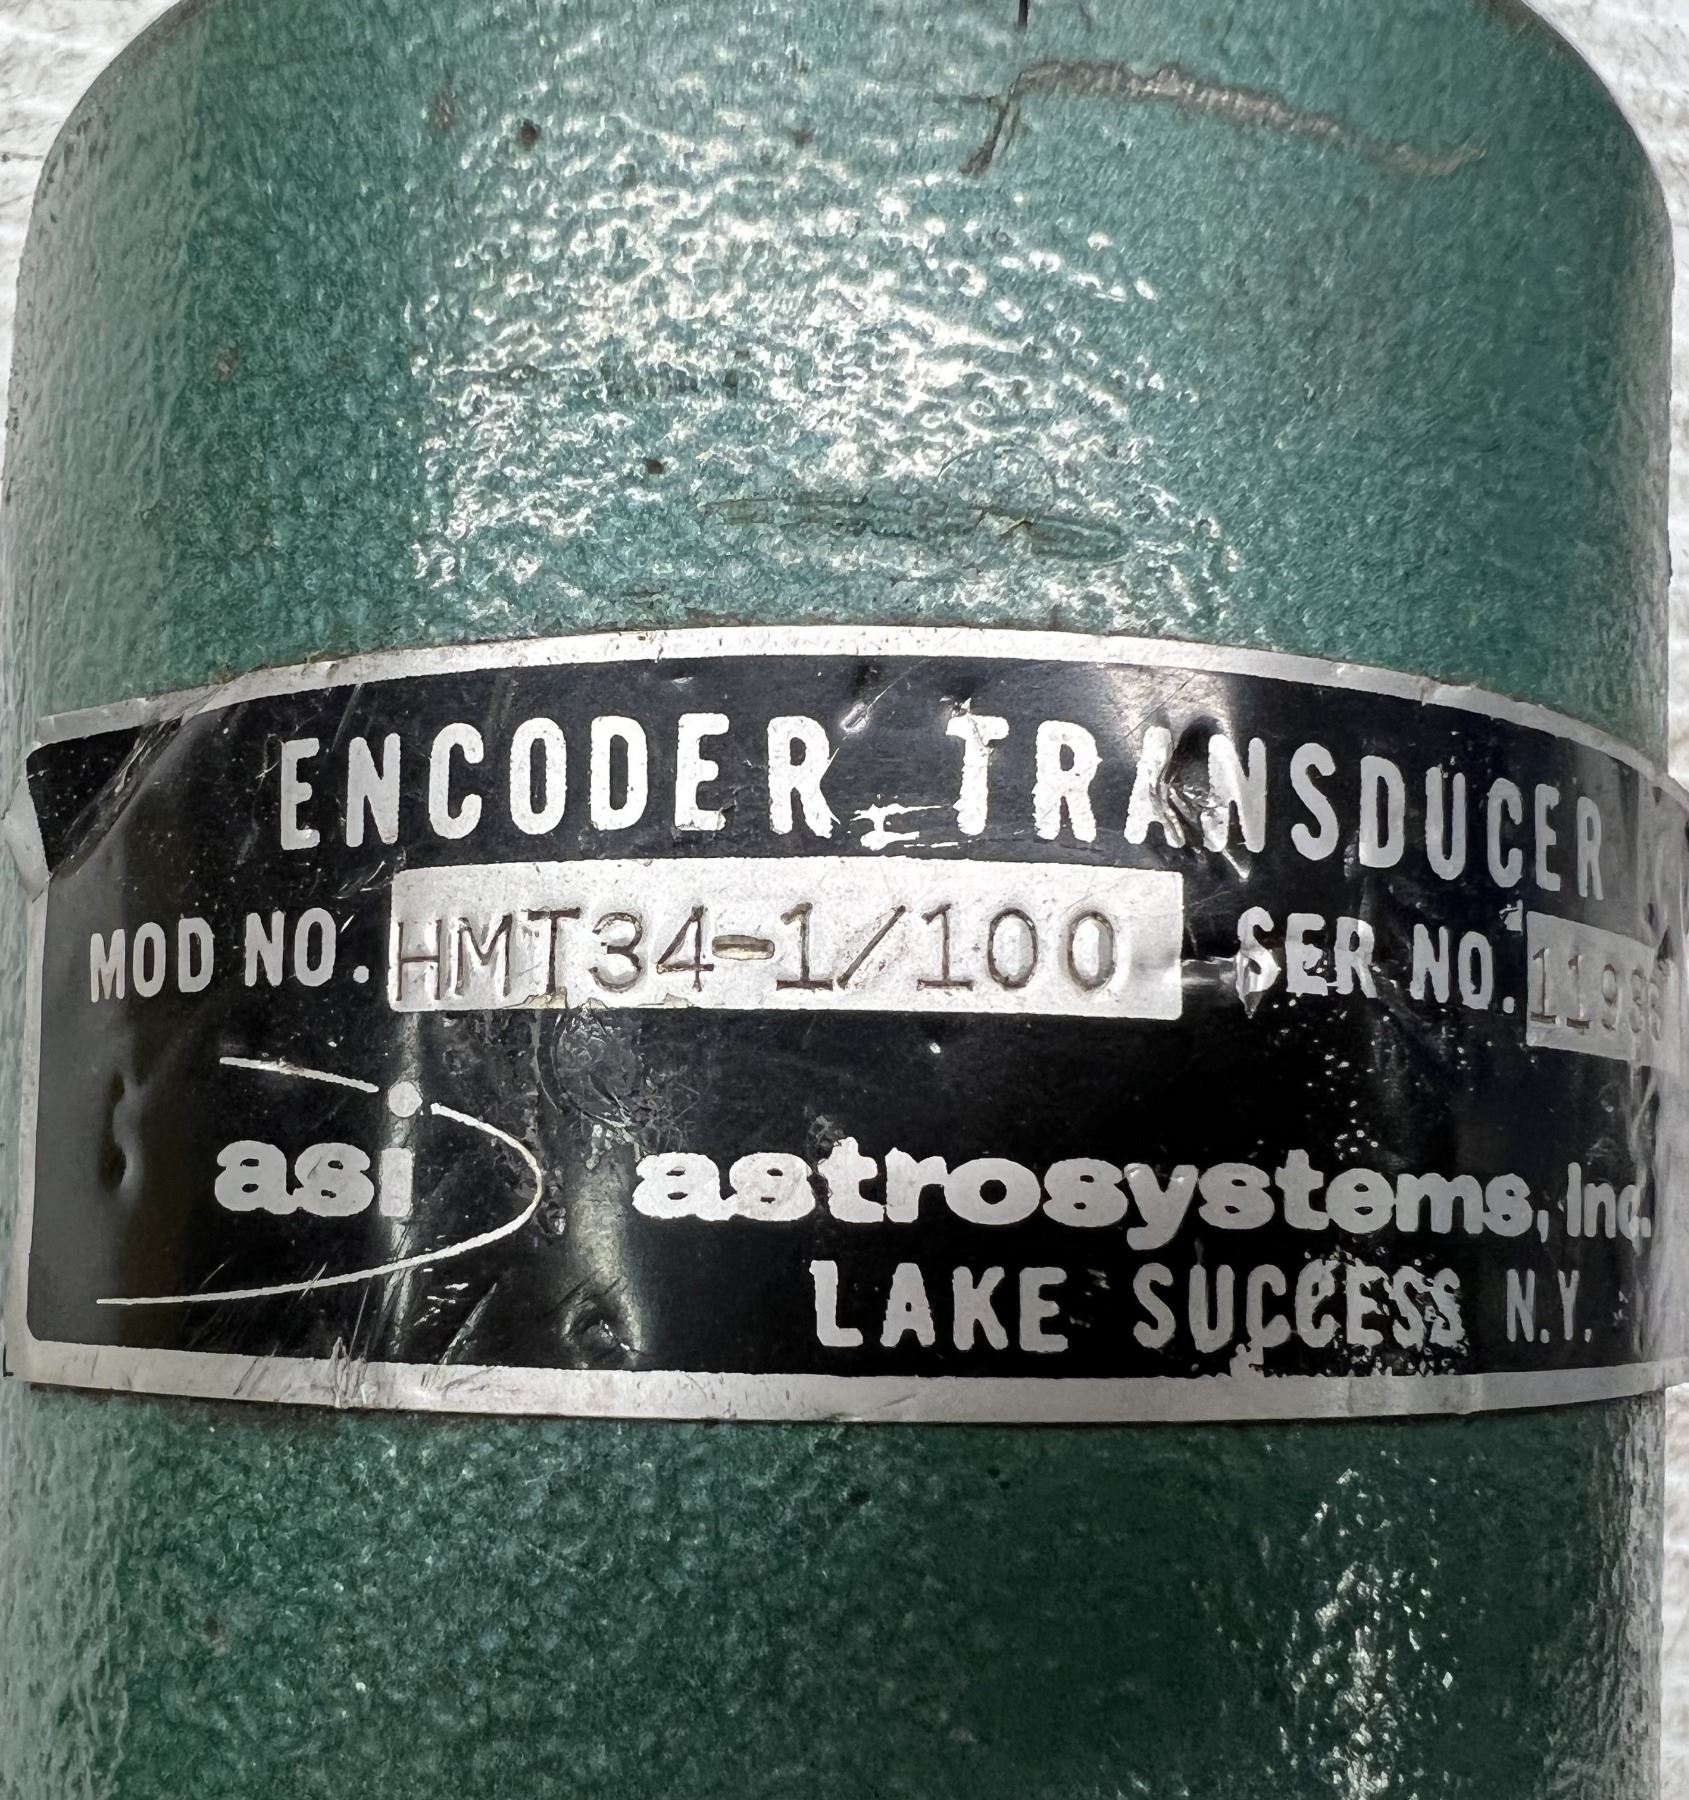 ENCODER TRANSDUCER
MOD NO. HMT34-1/100 SER NO.
asi astrosystems, Inc.
LAKE SUCCESS N.Y.